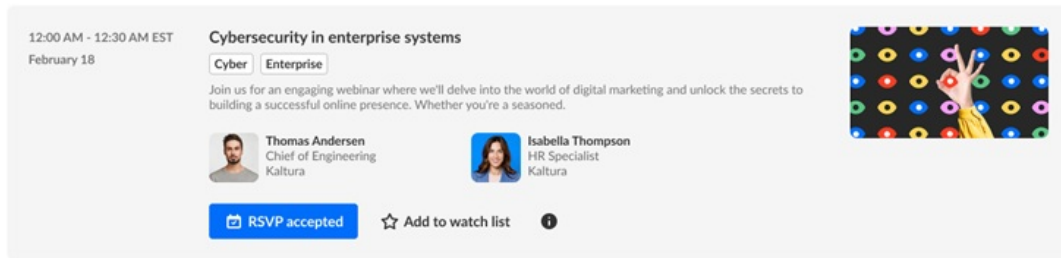 12:00 AM - 12:30 AM EST
February 18
Cybersecurity in enterprise systems
Cyber
Enterprise
Join us for an engaging webinar where we'll delve into the world of digital marketing and unlock the secrets to
building a successful online presence. Whether you're a seasoned.
Thomas Andersen
Chief of Engineering
Kaltura
Isabella Thompson
HR Specialist
Kaltura
RSVP accepted
Add to watch list